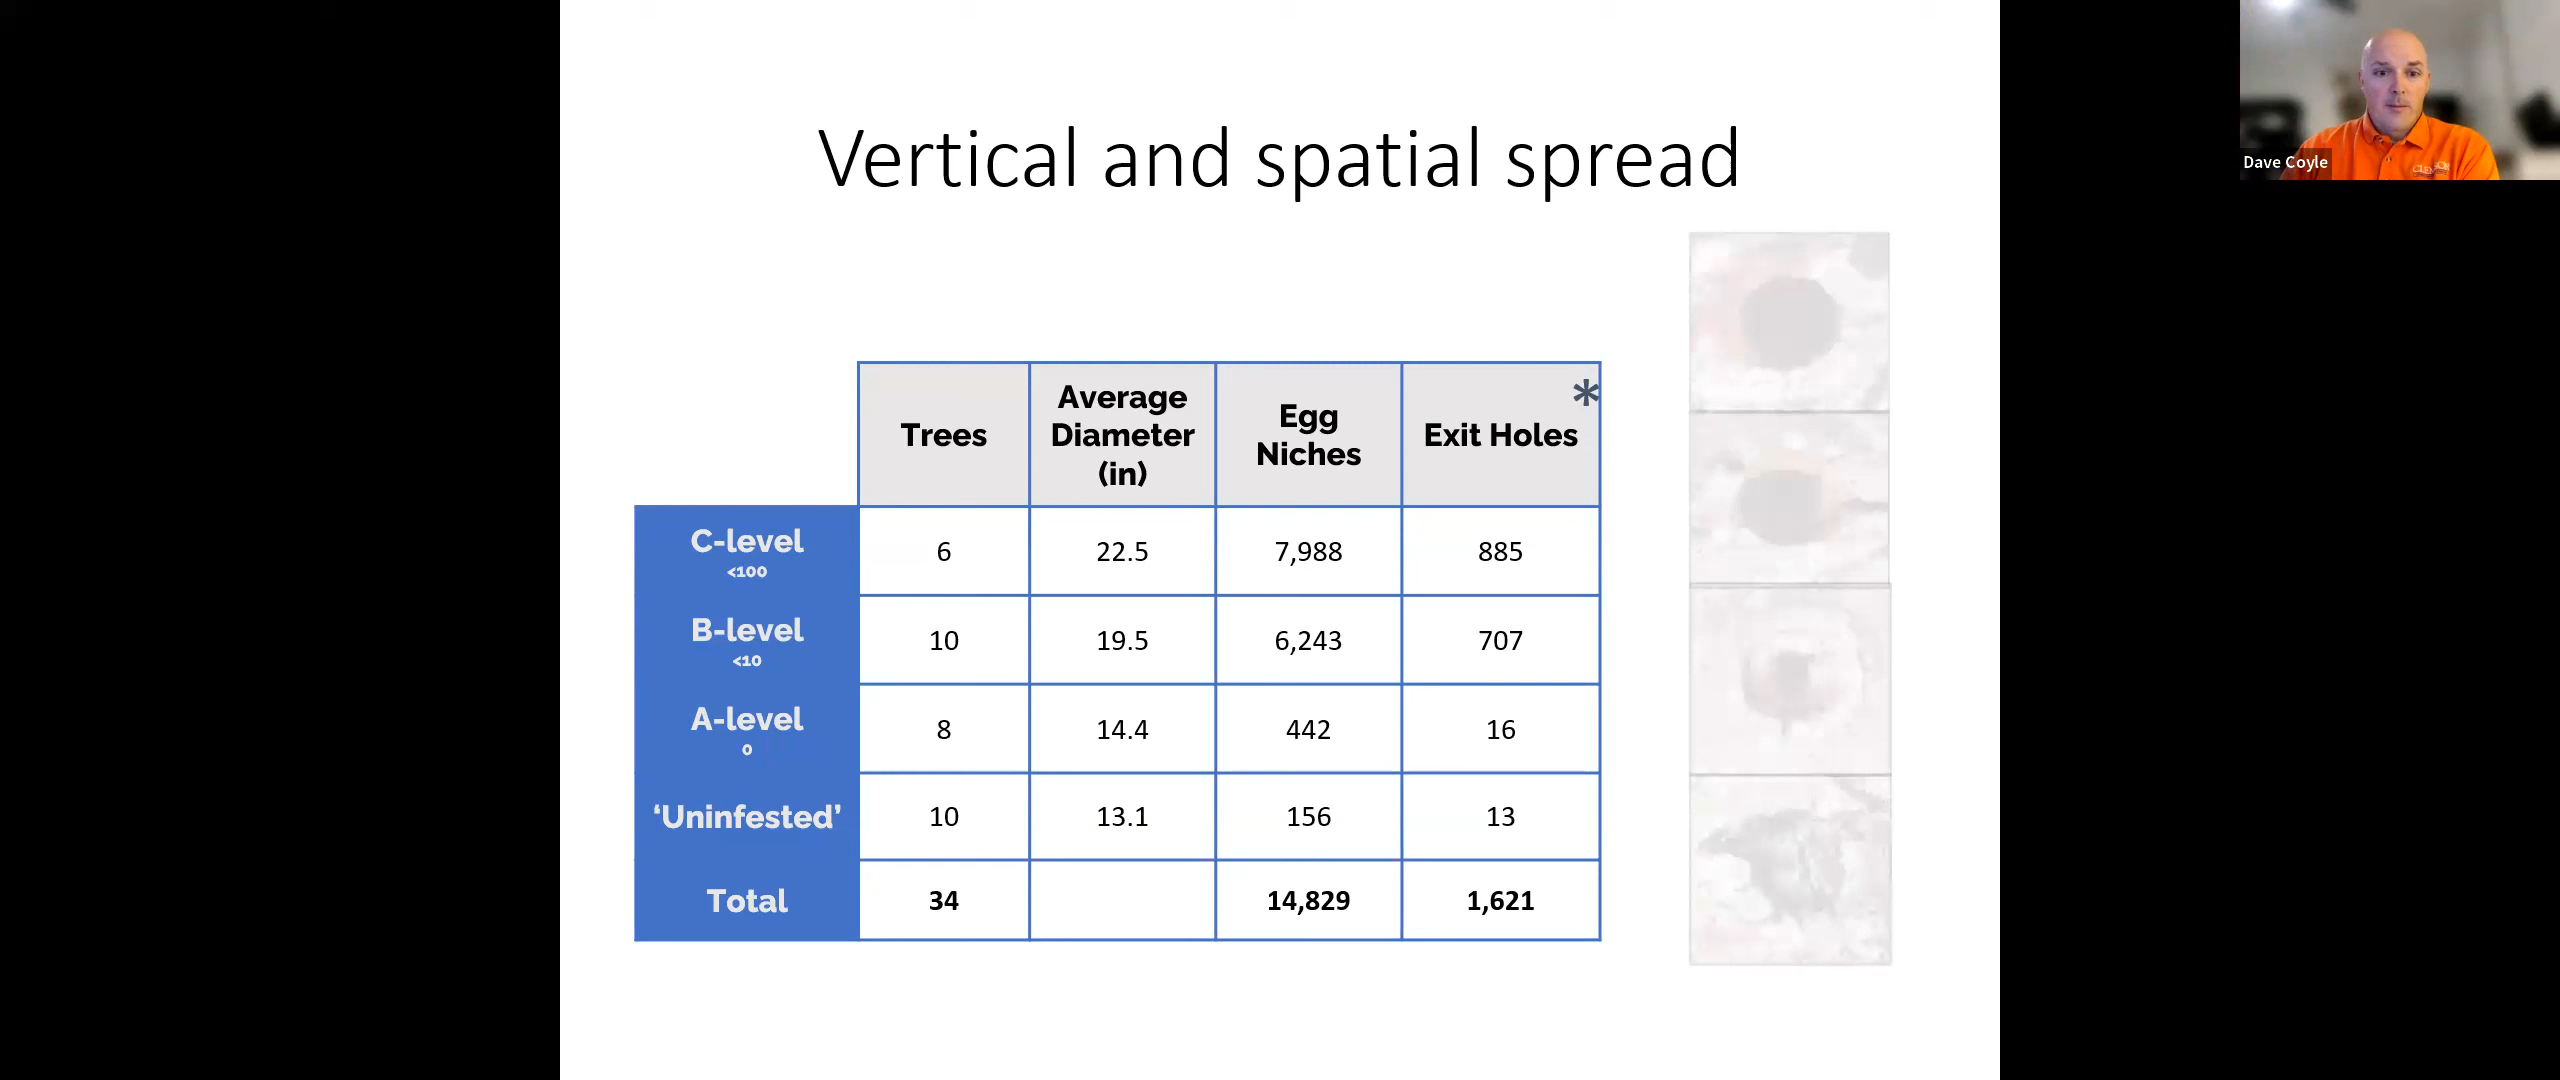 Vertical and spatial spread
Dave Coyle
Trees
Average
Diameter
(in)
Egg
Niches
Exit Holes
*
C-level
<100
6
22.5
7,988
885
B-level
<10
10
19.5
6,243
707
A-level
0
8
14.4
442
16
‘Uninfested’
10
13.1
156
13
Total
34
14,829
1,621